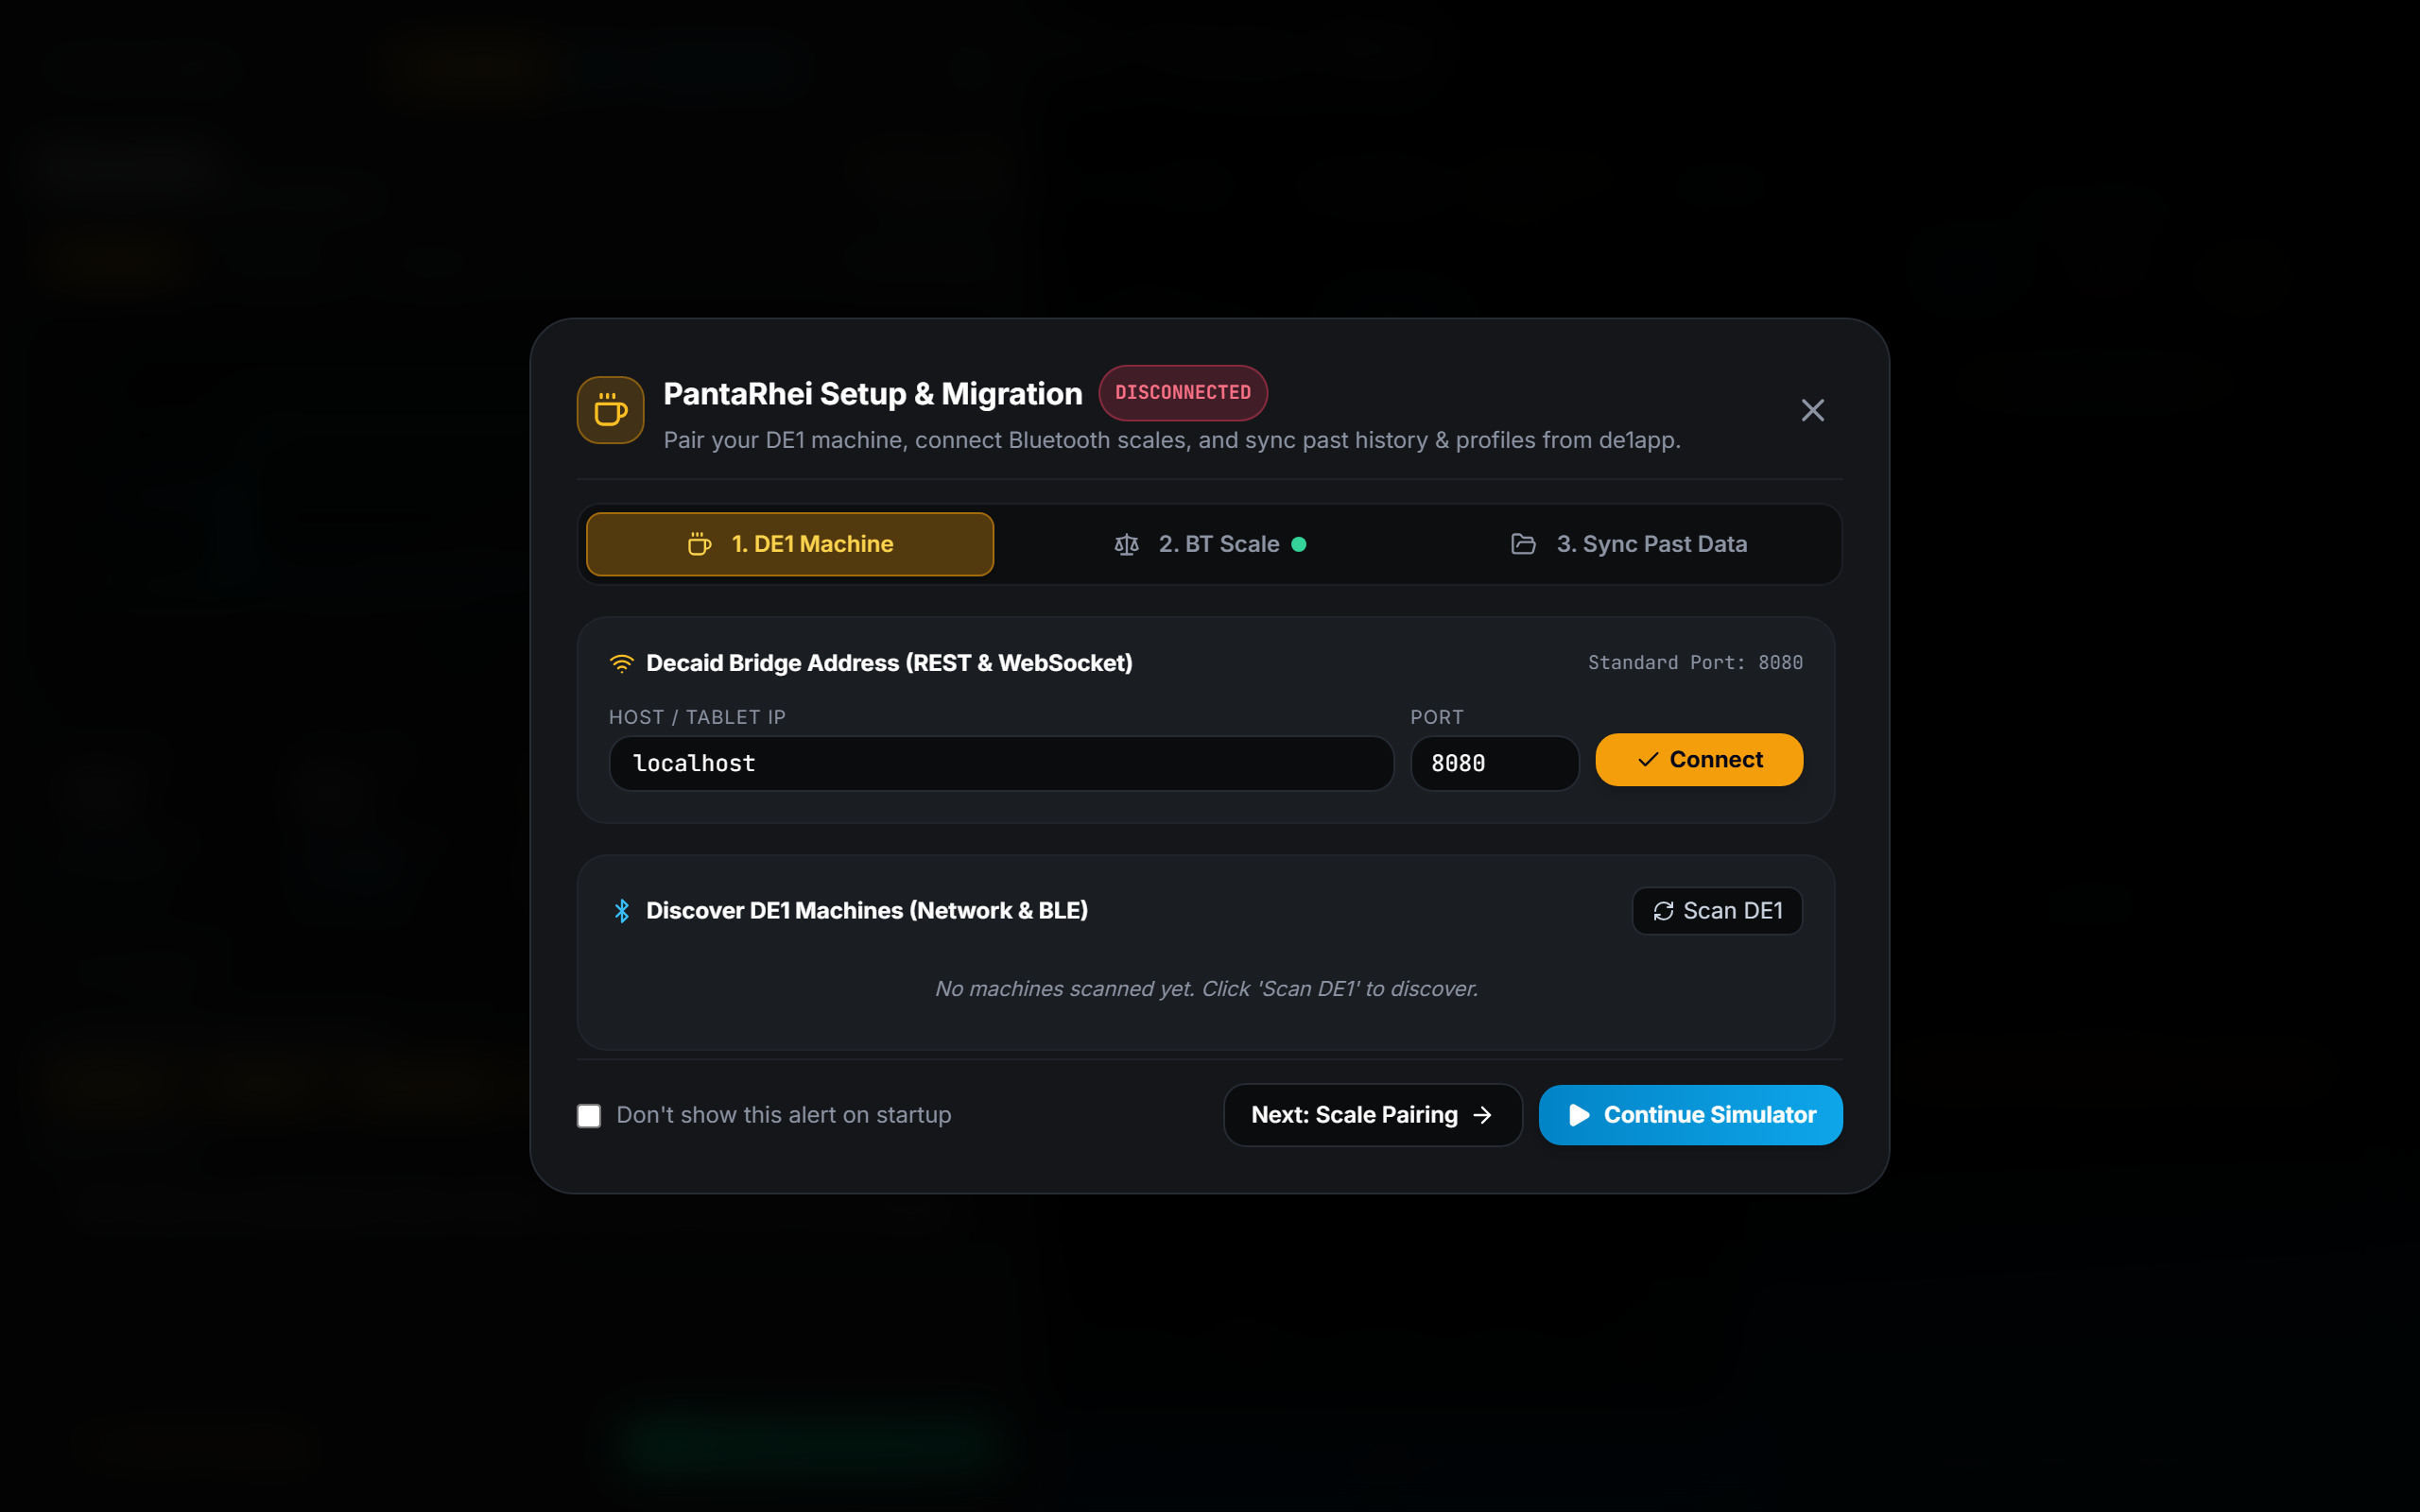 PantaRhei Setup & Migration DISCONNECTED
Pair your DE1 machine, connect Bluetooth scales, and sync past history & profiles from de1app.
1. DE1 Machine 2. BT Scale 3. Sync Past Data
Decaid Bridge Address (REST & WebSocket) Standard Port: 8080
HOST / TABLET IP PORT
localhost 8080 Connect
Discover DE1 Machines (Network & BLE) Scan DE1
No machines scanned yet. Click 'Scan DE1' to discover.
Don't show this alert on startup Next: Scale Pairing → Continue Simulator